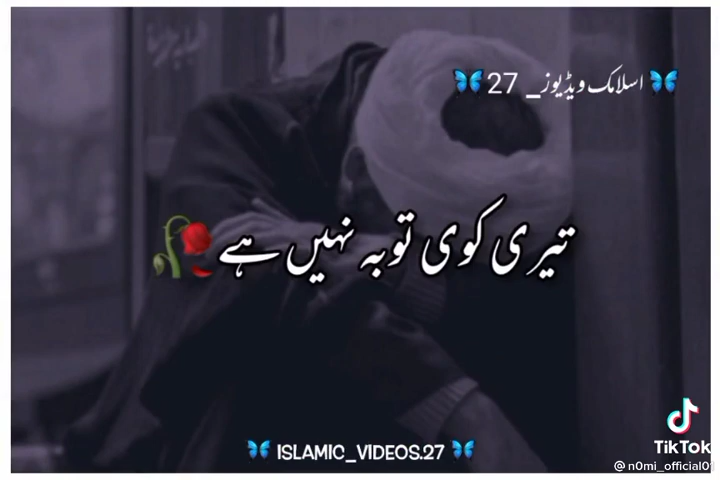 🦋 اسلامک ویڈیوز_ 27 🦋
تیری کوی توبہ نہیں ہے 🥀
🦋 ISLAMIC_VIDEOS.27 🦋
TikTok
@n0mi_official01